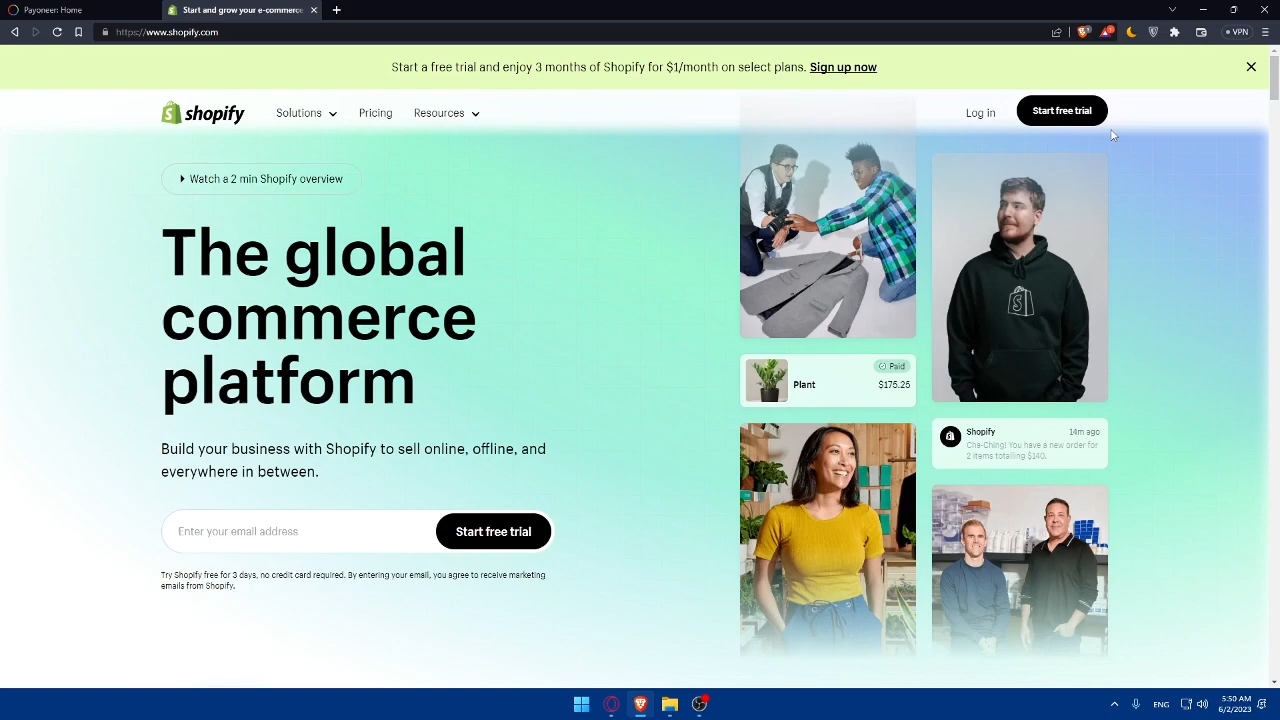 Payoneer: Home
Start and grow your e-commerce
https://www.shopify.com
VPN
Start a free trial and enjoy 3 months of Shopify for $1/month on select plans. Sign up now
shopify
Solutions
Pricing
Resources
Log in
Start free trial
Watch a 2 min Shopify overview
The global
commerce
platform
Build your business with Shopify to sell online, offline, and
everywhere in between.
Enter your email address
Start free trial
Try Shopify free for 3 days, no credit card required. By entering your email, you agree to receive marketing
emails from Shopify.
Paid
Plant
$175.25
Shopify
14m ago
Cha-Ching! You have a new order for
2 items totalling $140.
ENG
5:50 AM
6/2/2023